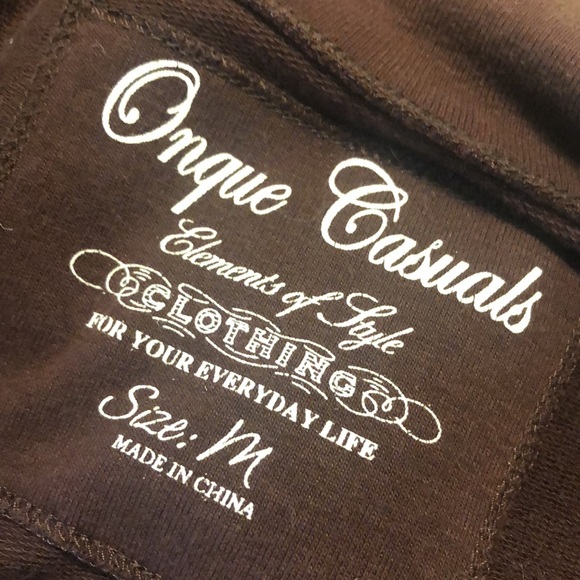 Onque Casuals
Elements of Style
CLOTHING
FOR YOUR EVERYDAY LIFE
Size: M
MADE IN CHINA